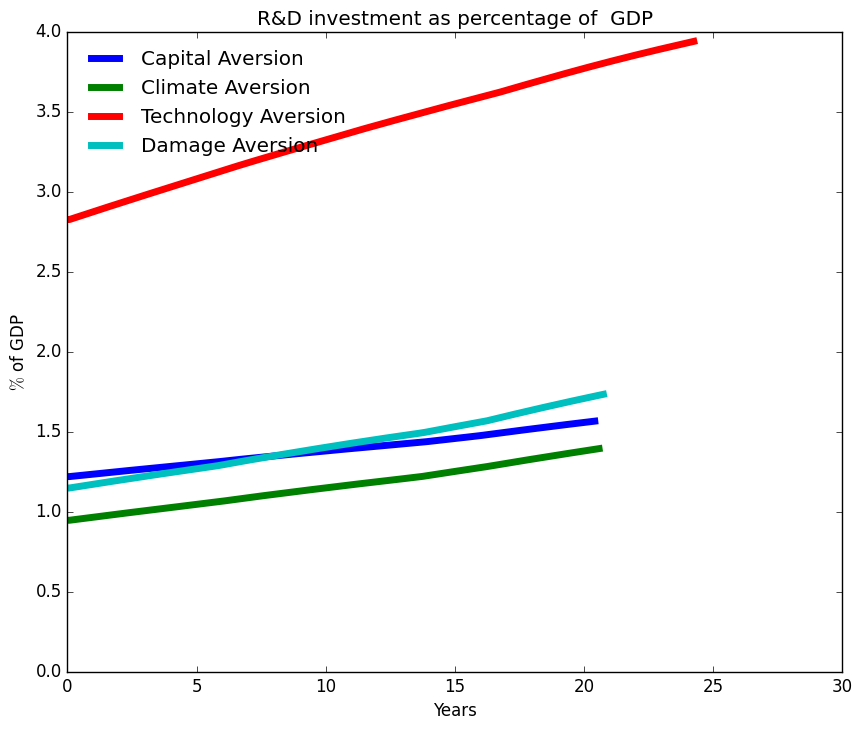 R&D investment as percentage of  GDP
4.0
3.5
3.0
2.5
2.0
1.5
1.0
0.5
0.0
% of GDP
Capital Aversion
Climate Aversion
Technology Aversion
Damage Aversion
0 5 10 15 20 25 30
Years